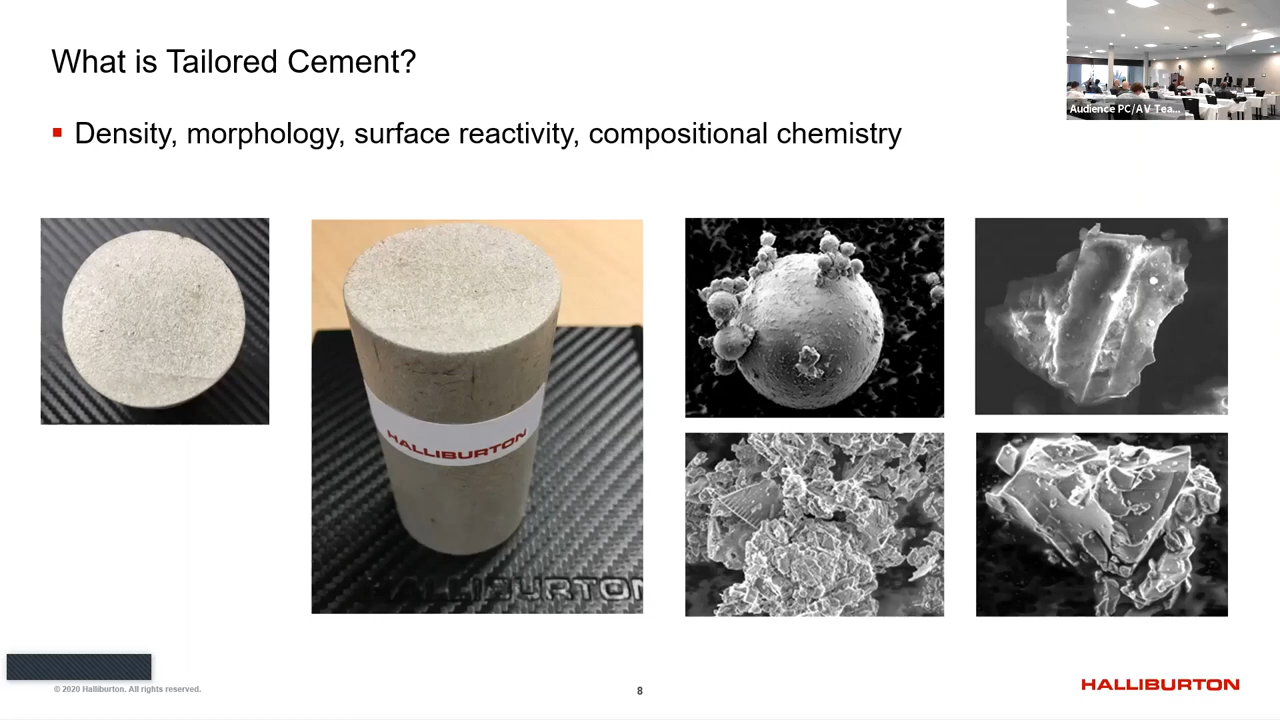 What is Tailored Cement?
Audience PC/AV Tea...
Density, morphology, surface reactivity, compositional chemistry
HALLIBURTON
HALLIBURTON
© 2020 Halliburton. All rights reserved.
8
HALLIBURTON